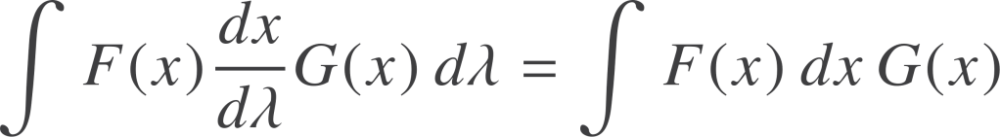 ∫ F(x) dx/dλ G(x) dλ = ∫ F(x) dx G(x)